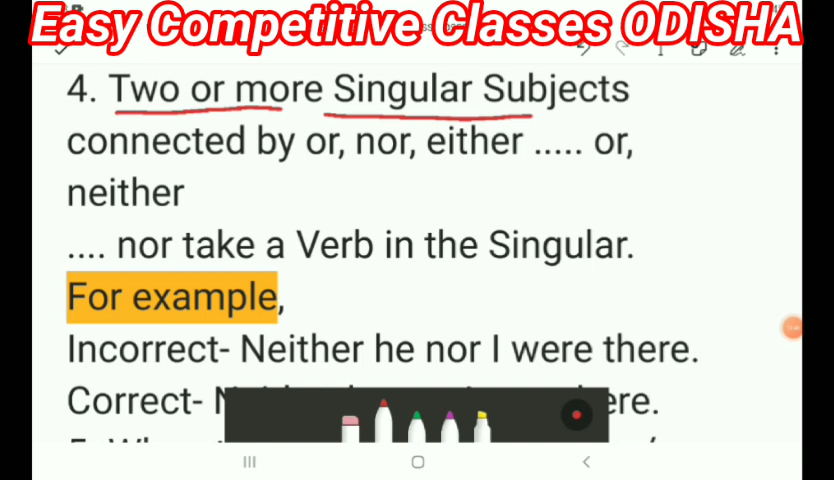 Easy Competitive Classes ODISHA
4. Two or more Singular Subjects
connected by or, nor, either ..... or,
neither
.... nor take a Verb in the Singular.
For example,
Incorrect- Neither he nor I were there.
Correct-